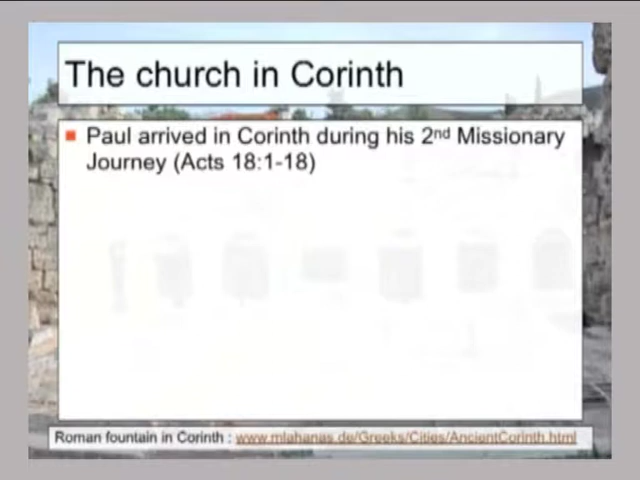 The church in Corinth
Paul arrived in Corinth during his 2nd Missionary
Journey (Acts 18:1-18)
Roman fountain in Corinth : www.mlahanas.de/Greeks/Cities/AncientCorinth.html